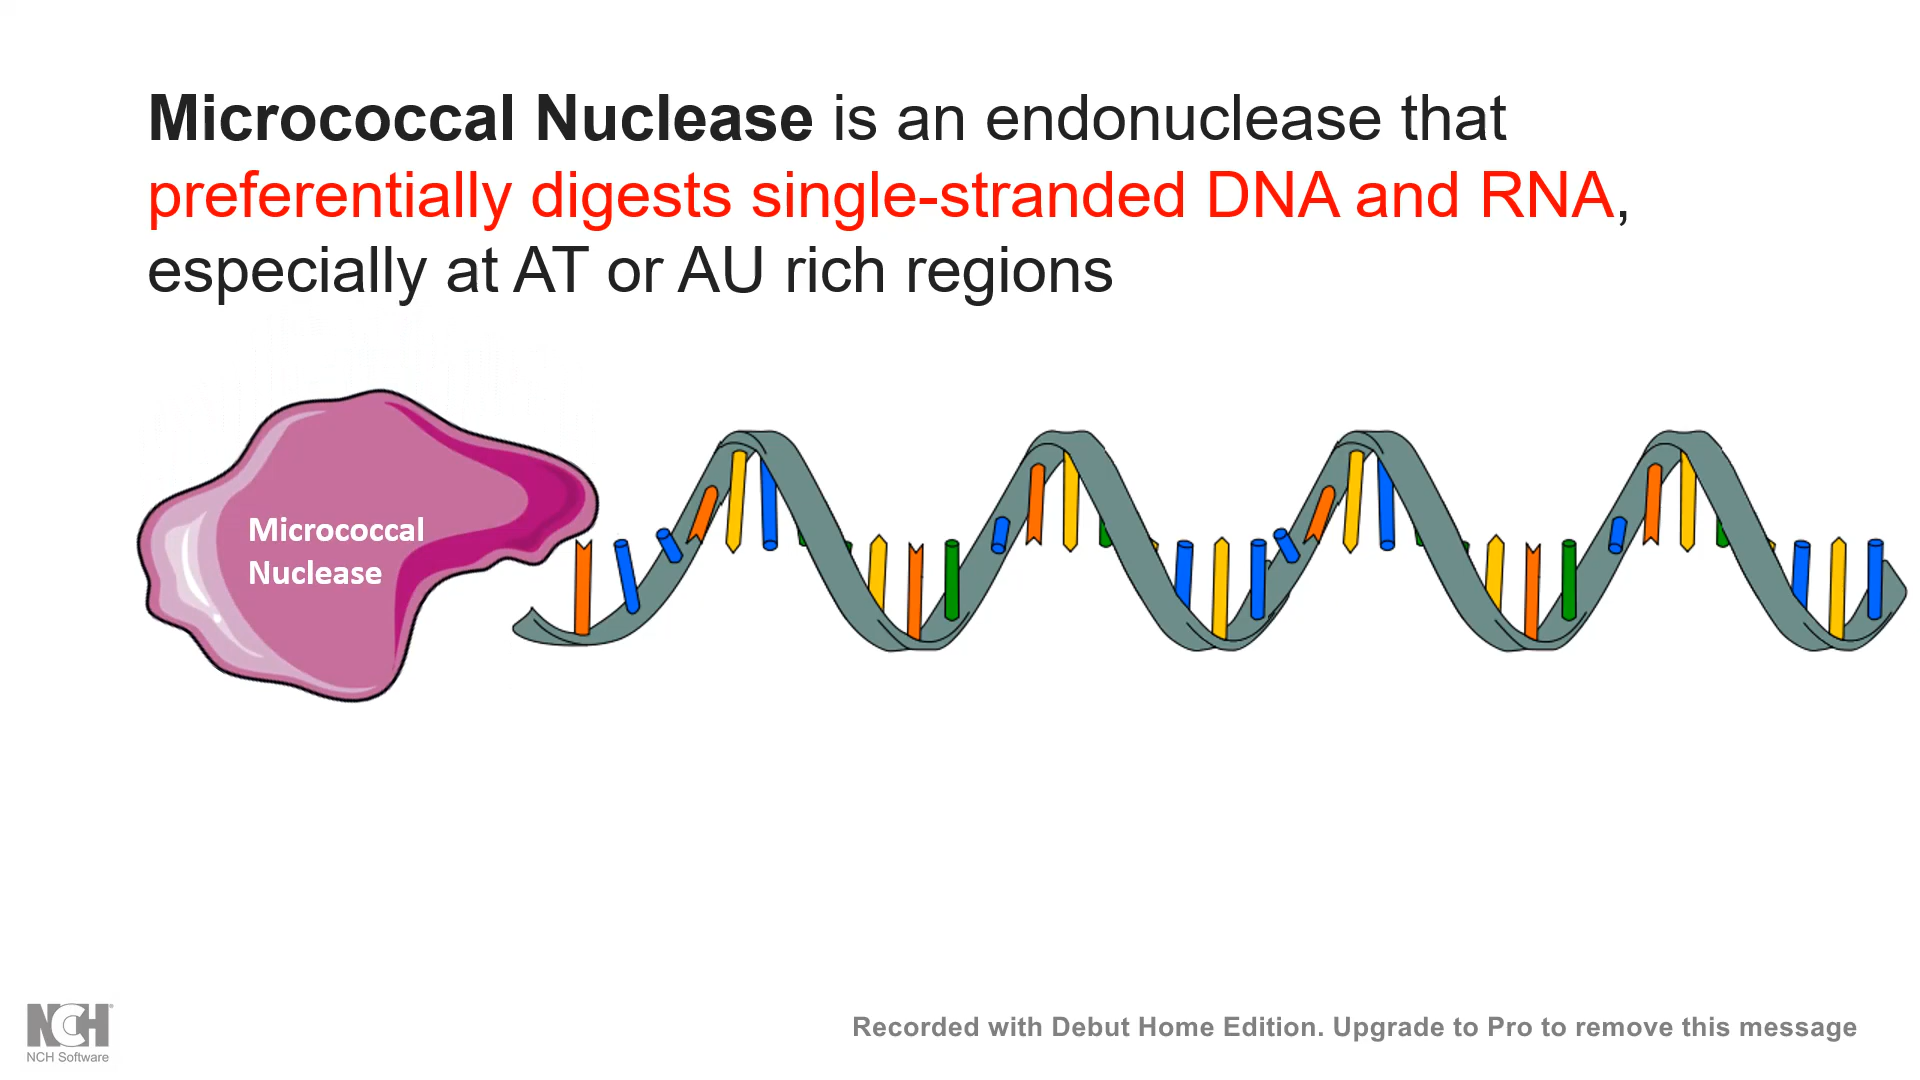 Micrococcal Nuclease is an endonuclease that
preferentially digests single-stranded DNA and RNA,
especially at AT or AU rich regions
Micrococcal
Nuclease
NCH
NCH Software
Recorded with Debut Home Edition. Upgrade to Pro to remove this message